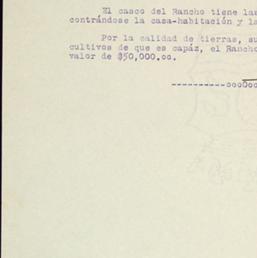 El casco del Rancho tiene la
contrándose la casa-habitación y la
Por la calidad de tierras, su
cultivos de que es capáz, el Rancho
valor de $50,000.oo.
----------oooOoo